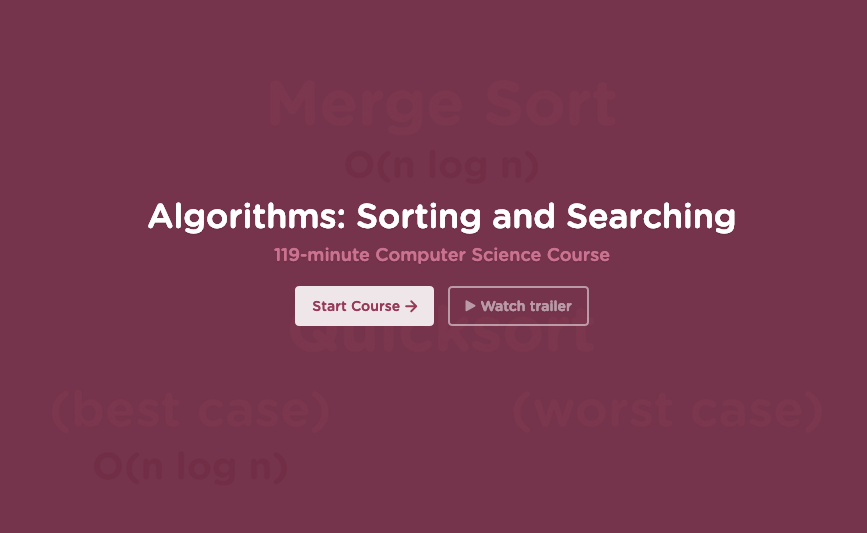 Merge Sort
O(n log n)
Algorithms: Sorting and Searching
119-minute Computer Science Course
Start Course → ▶ Watch trailer
Quicksort
(best case) (worst case)
O(n log n)